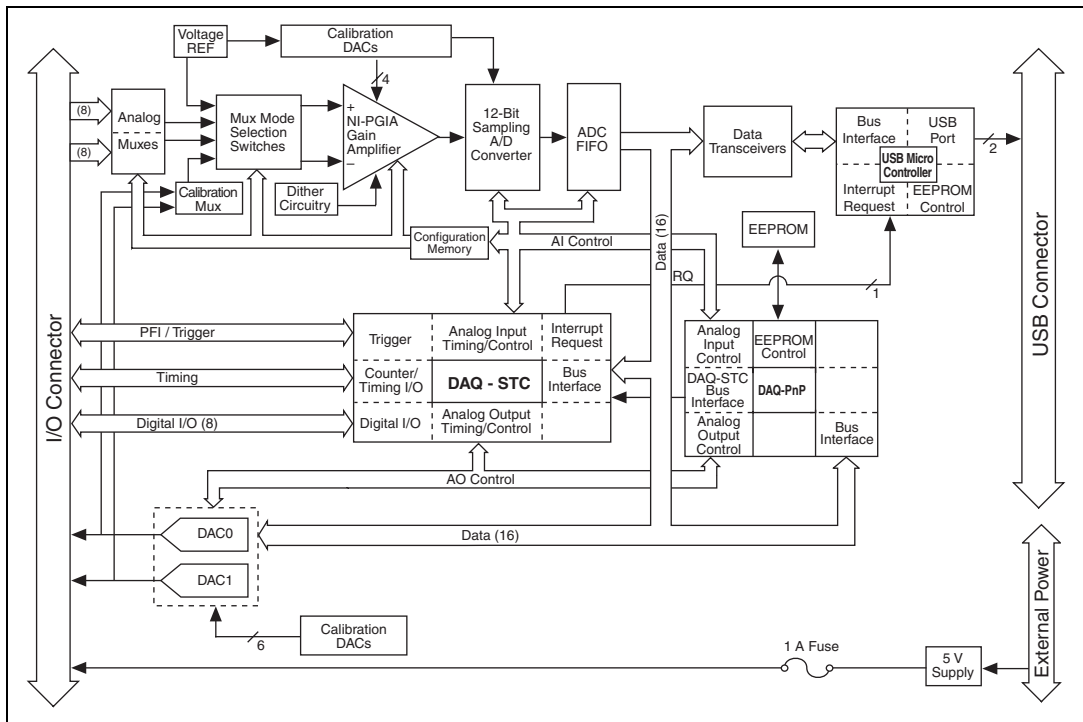 Voltage
REF
Calibration
DACs
4
(8)
(8)
Analog
Muxes
Mux Mode
Selection
Switches
+
NI-PGIA
Gain
Amplifier
–
12-Bit
Sampling
A/D
Converter
ADC
FIFO
Data
Transceivers
Bus
Interface
USB
Port
USB Micro
Controller
Interrupt
Request
EEPROM
Control
2
Calibration
Mux
Dither
Circuitry
Configuration
Memory
AI Control
Data (16)
EEPROM
IRQ
1
I/O Connector
USB Connector
PFI / Trigger
Timing
Digital I/O (8)
Trigger
Analog Input
Timing/Control
Interrupt
Request
Counter/
Timing I/O
DAQ - STC
Bus
Interface
Digital I/O
Analog Output
Timing/Control
Analog
Input
Control
EEPROM
Control
DAQ-STC
Bus
Interface
DAQ-PnP
Analog
Output
Control
Bus
Interface
AO Control
DAC0
Data (16)
DAC1
6
Calibration
DACs
1 A Fuse
5 V
Supply
External Power